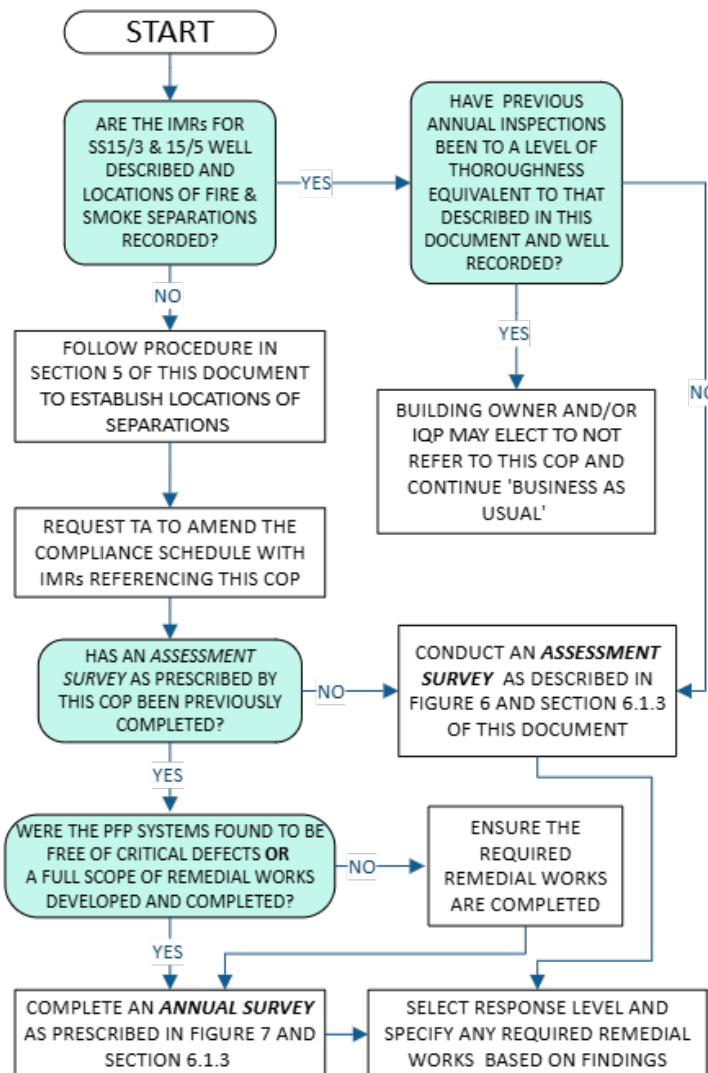 START
ARE THE IMRs FOR
SS15/3 & 15/5 WELL
DESCRIBED AND
LOCATIONS OF FIRE &
SMOKE SEPARATIONS
RECORDED?
YES
HAVE PREVIOUS
ANNUAL INSPECTIONS
BEEN TO A LEVEL OF
THOROUGHNESS
EQUIVALENT TO THAT
DESCRIBED IN THIS
DOCUMENT AND WELL
RECORDED?
NO
YES
NO
FOLLOW PROCEDURE IN
SECTION 5 OF THIS DOCUMENT
TO ESTABLISH LOCATIONS OF
SEPARATIONS
BUILDING OWNER AND/OR
IQP MAY ELECT TO NOT
REFER TO THIS COP AND
CONTINUE 'BUSINESS AS
USUAL'
REQUEST TA TO AMEND THE
COMPLIANCE SCHEDULE WITH
IMRs REFERENCING THIS COP
HAS AN ASSESSMENT
SURVEY AS PRESCRIBED BY
THIS COP BEEN PREVIOUSLY
COMPLETED?
NO
CONDUCT AN ASSESSMENT
SURVEY AS DESCRIBED IN
FIGURE 6 AND SECTION 6.1.3
OF THIS DOCUMENT
YES
WERE THE PFP SYSTEMS FOUND TO BE
FREE OF CRITICAL DEFECTS OR
A FULL SCOPE OF REMEDIAL WORKS
DEVELOPED AND COMPLETED?
NO
ENSURE THE
REQUIRED
REMEDIAL WORKS
ARE COMPLETED
YES
COMPLETE AN ANNUAL SURVEY
AS PRESCRIBED IN FIGURE 7 AND
SECTION 6.1.3
SELECT RESPONSE LEVEL AND
SPECIFY ANY REQUIRED REMEDIAL
WORKS BASED ON FINDINGS